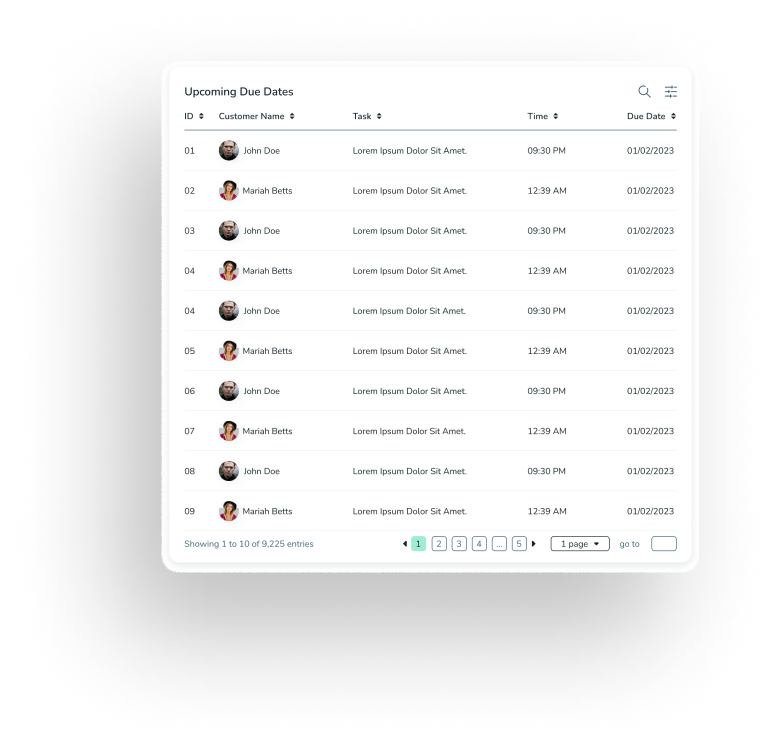 Upcoming Due Dates
ID Customer Name Task Time Due Date
01 John Doe Lorem Ipsum Dolor Sit Amet. 09:30 PM 01/02/2023
02 Mariah Betts Lorem Ipsum Dolor Sit Amet. 12:39 AM 01/02/2023
03 John Doe Lorem Ipsum Dolor Sit Amet. 09:30 PM 01/02/2023
04 Mariah Betts Lorem Ipsum Dolor Sit Amet. 12:39 AM 01/02/2023
04 John Doe Lorem Ipsum Dolor Sit Amet. 09:30 PM 01/02/2023
05 Mariah Betts Lorem Ipsum Dolor Sit Amet. 12:39 AM 01/02/2023
06 John Doe Lorem Ipsum Dolor Sit Amet. 09:30 PM 01/02/2023
07 Mariah Betts Lorem Ipsum Dolor Sit Amet. 12:39 AM 01/02/2023
08 John Doe Lorem Ipsum Dolor Sit Amet. 09:30 PM 01/02/2023
09 Mariah Betts Lorem Ipsum Dolor Sit Amet. 12:39 AM 01/02/2023
Showing 1 to 10 of 9,225 entries 1 2 3 4 ... 5 1 page go to